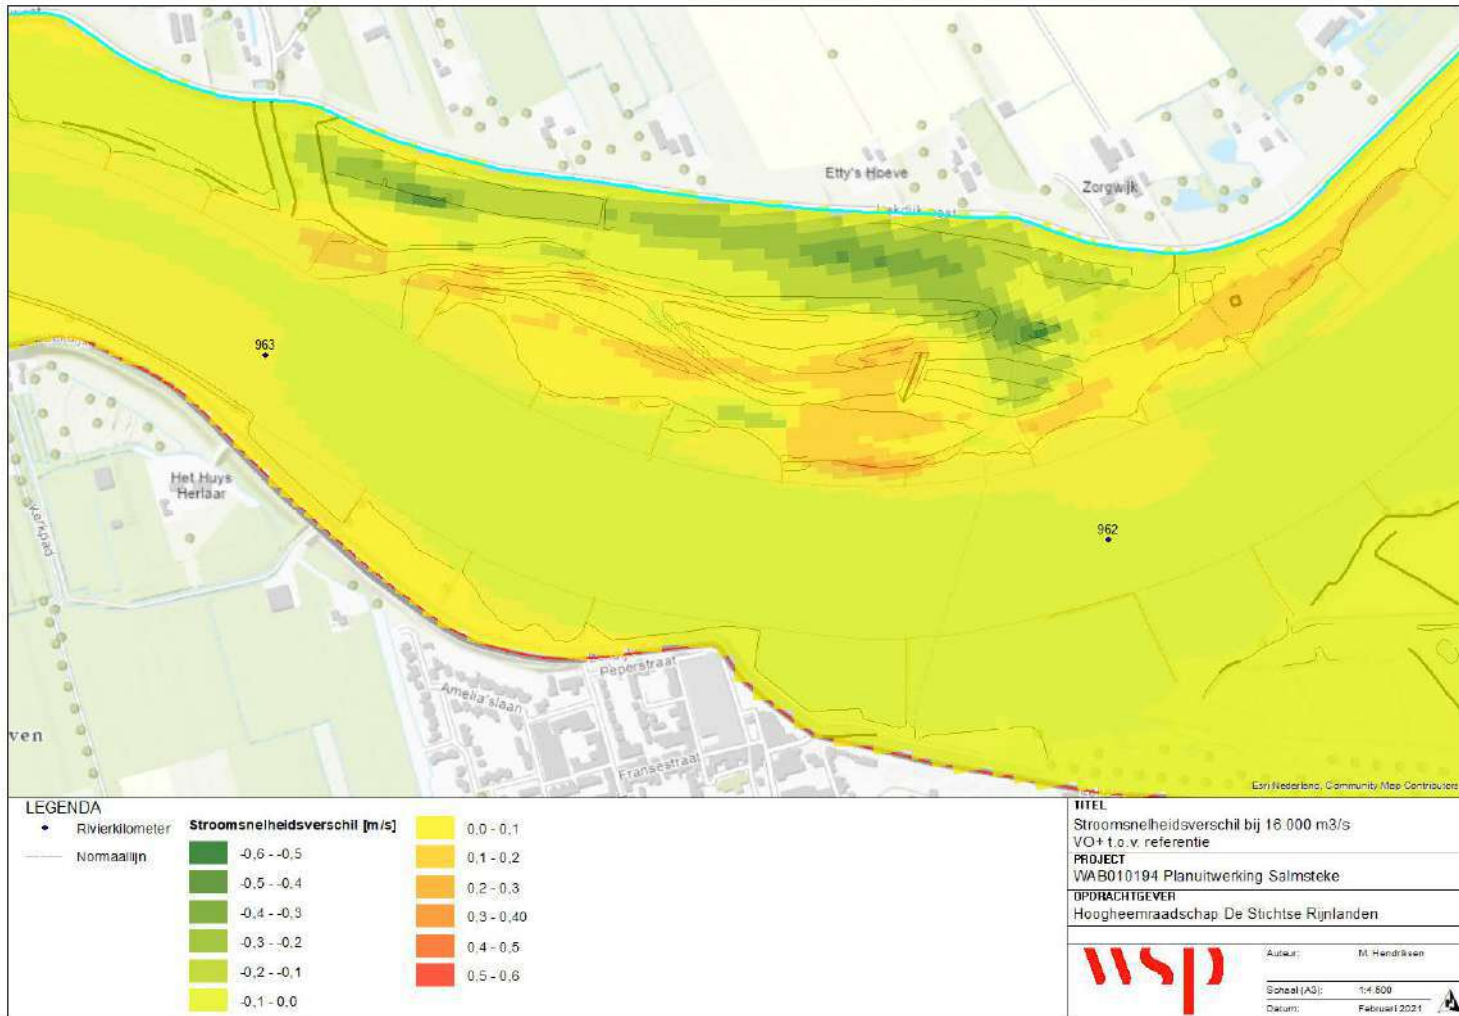 Etty's Hoeve
Zorgwijk
963
962
Het Huys
Herlaar
Kerkpad
Peperstraat
Amelia'slaan
Fransestraat
ven
Esri Nederland, Community Map Contributors
LEGENDA
Rivierkilometer
Normaallijn
Stroomsnelheidsverschil [m/s]
-0,6 - -0,5
-0,5 - -0,4
-0,4 - -0,3
-0,3 - -0,2
-0,2 - -0,1
-0,1 - 0,0
0,0 - 0,1
0,1 - 0,2
0,2 - 0,3
0,3 - 0,40
0,4 - 0,5
0,5 - 0,6
TITEL
Stroomsnelheidsverschil bij 16.000 m3/s
VO+ t.o.v. referentie
PROJECT
WAB010194 Planuitwerking Salmsteke
OPDRACHTGEVER
Hoogheemraadschap De Stichtse Rijnlanden
wsp
Auteur: M. Hendriksen
Schaal (A3): 1:4.500
Datum: Februari 2021